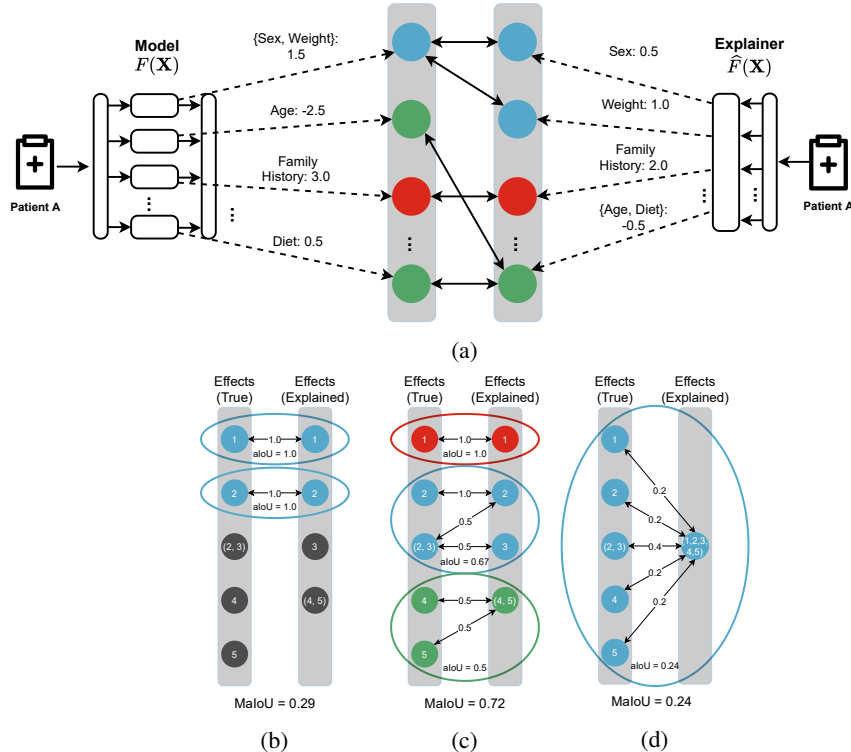 Model
F(X)
{Sex, Weight}:
1.5
Age: -2.5
Family
History: 3.0
...
...
Diet: 0.5
Patient A
...
...
Explainer
F̂(X)
Sex: 0.5
Weight: 1.0
Family
History: 2.0
{Age, Diet}:
-0.5
...
...
Patient A
(a)
Effects
(True)
Effects
(Explained)
1
1.0
1
aIoU = 1.0
2
1.0
2
aIoU = 1.0
(2, 3)
3
4
(4, 5)
5
MaIoU = 0.29
(b)
Effects
(True)
Effects
(Explained)
1
1.0
1
aIoU = 1.0
2
1.0
2
0.5
(2, 3)
0.5
3
aIoU = 0.67
4
0.5
(4, 5)
0.5
5
aIoU = 0.5
MaIoU = 0.72
(c)
Effects
(True)
Effects
(Explained)
1
0.2
2
0.2
(2, 3)
0.4
(1,2,3,
4,5)
0.2
4
0.2
5
aIoU = 0.24
MaIoU = 0.24
(d)